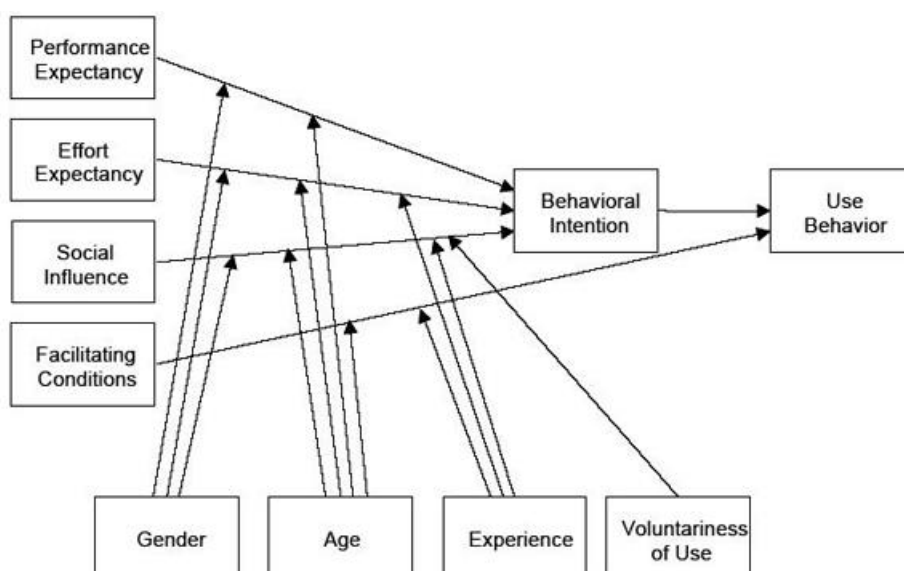 Performance
Expectancy
Effort
Expectancy
Social
Influence
Facilitating
Conditions
Behavioral
Intention
Use
Behavior
Gender
Age
Experience
Voluntariness
of Use